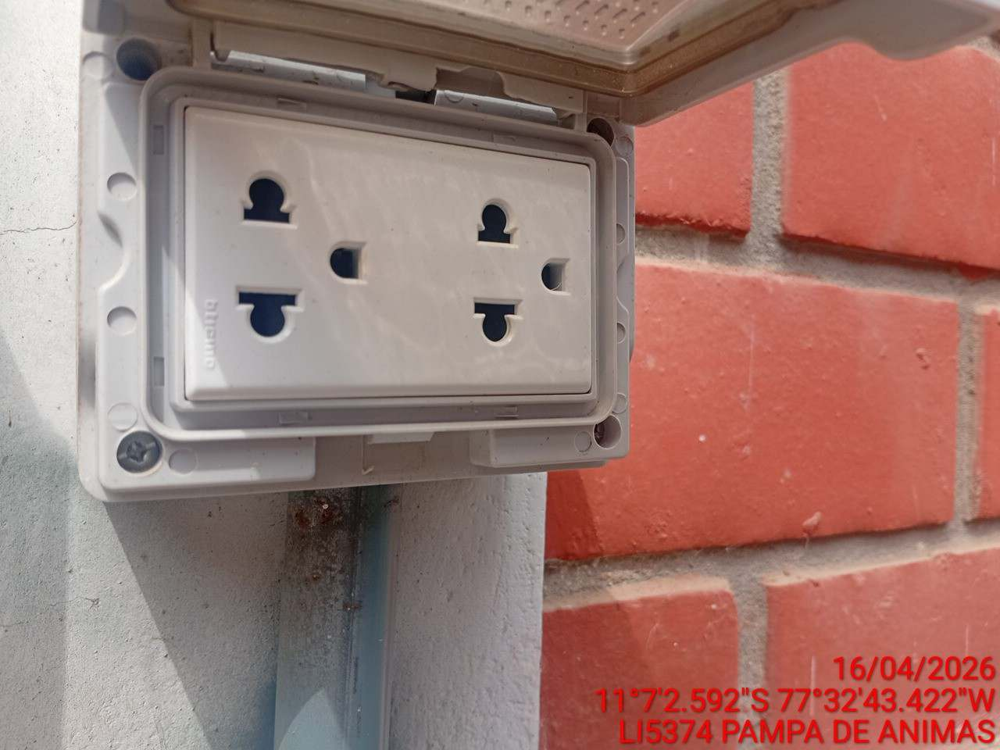 bticino
16/04/2026
11°7'2.592"S 77°32'43.422"W
LI5374 PAMPA DE ANIMAS